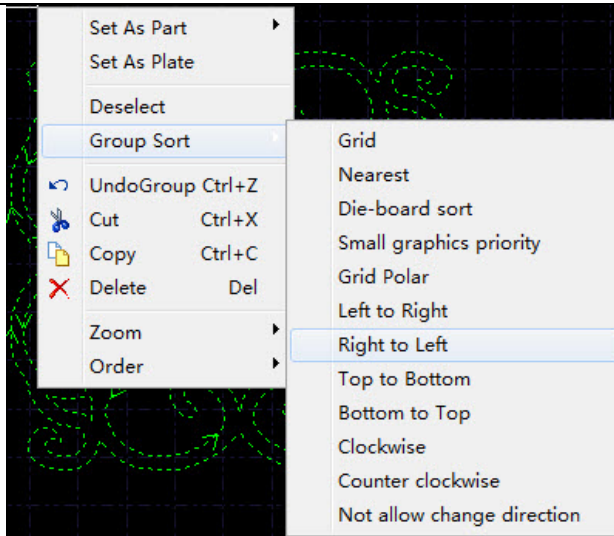 Set As Part
Set As Plate
Deselect
Group Sort
UndoGroup Ctrl+Z
Cut Ctrl+X
Copy Ctrl+C
Delete Del
Zoom
Order
Grid
Nearest
Die-board sort
Small graphics priority
Grid Polar
Left to Right
Right to Left
Top to Bottom
Bottom to Top
Clockwise
Counter clockwise
Not allow change direction